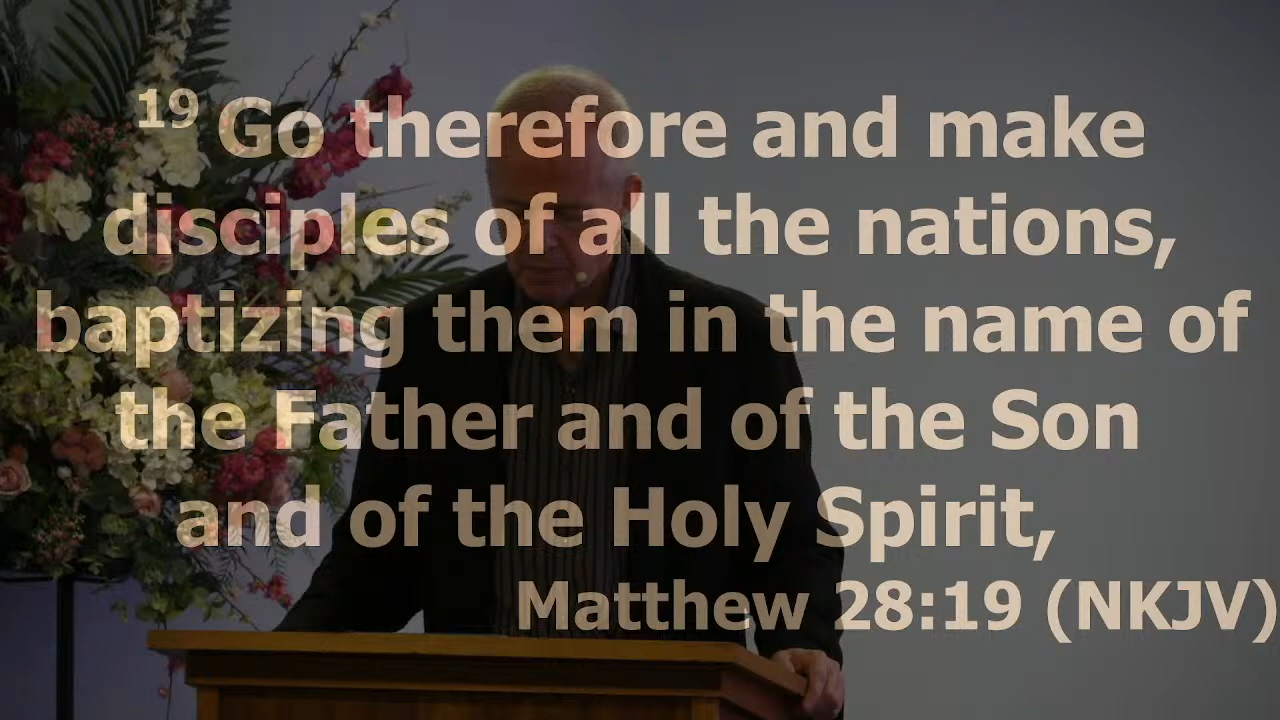 19 Go therefore and make
disciples of all the nations,
baptizing them in the name of
the Father and of the Son
and of the Holy Spirit,
Matthew 28:19 (NKJV)